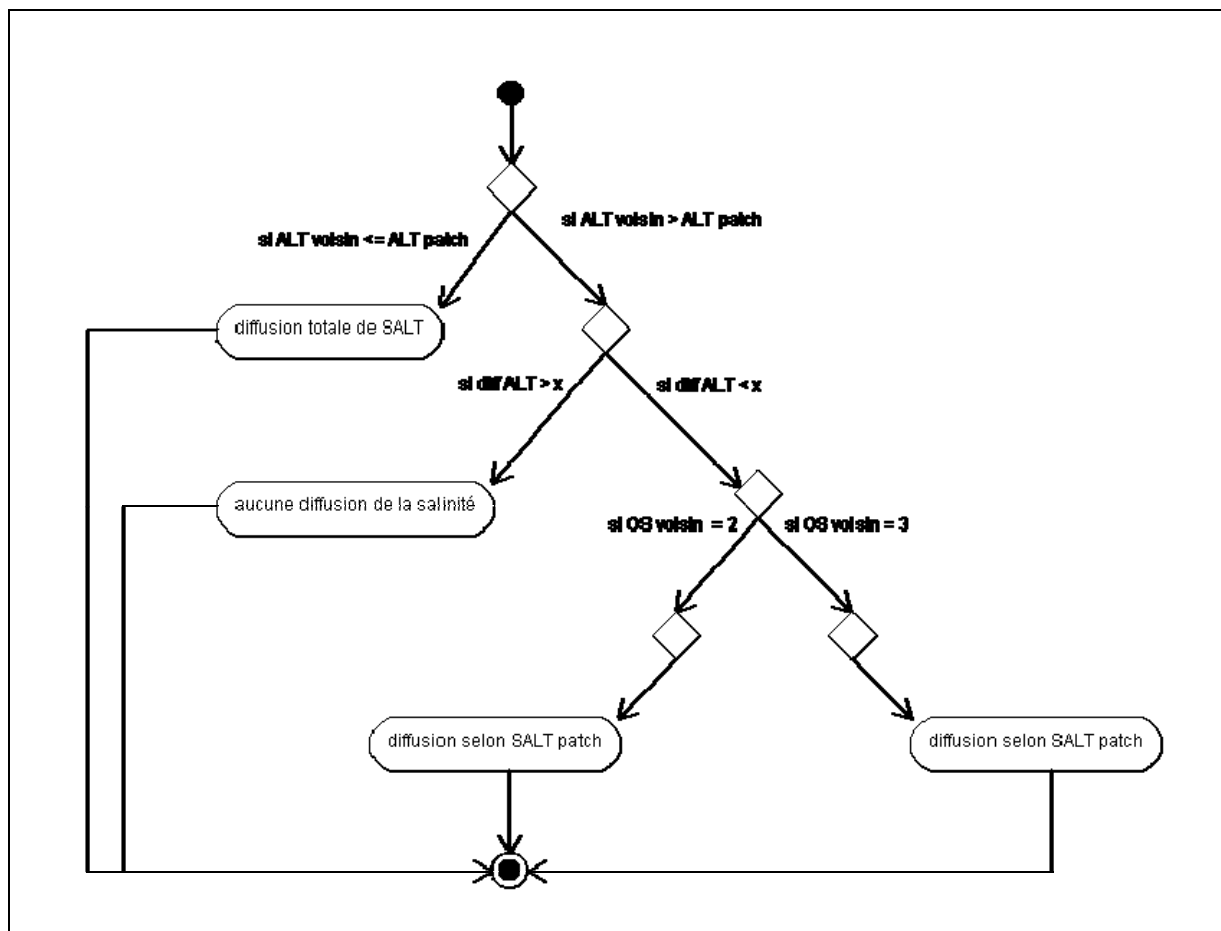 si ALT voisin > ALT patch
si ALT voisin <= ALT patch
diffusion totale de SALT
si diff ALT > x
si diff ALT < x
aucune diffusion de la salinité
si OS voisin = 2
si OS voisin = 3
diffusion selon SALT patch
diffusion selon SALT patch